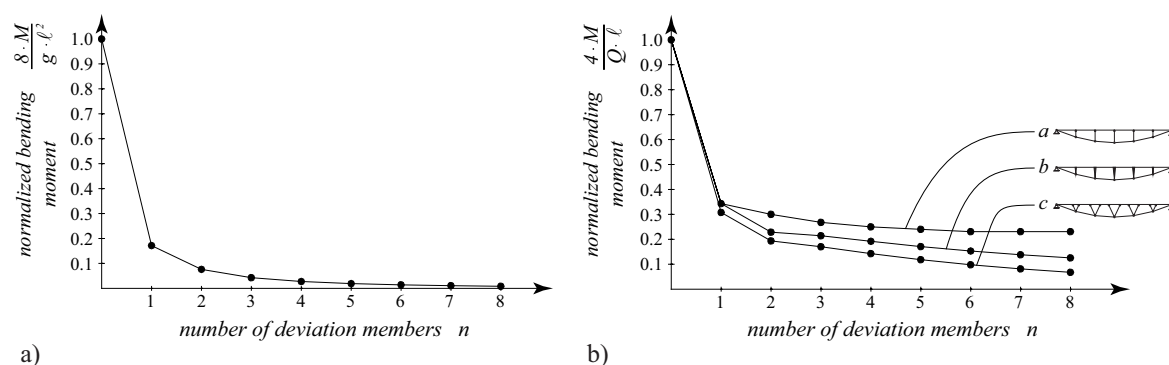 8 · M
g · ℓ²
normalized bending
moment
1.0
0.9
0.8
0.7
0.6
0.5
0.4
0.3
0.2
0.1
1 2 3 4 5 6 7 8
number of deviation members n
a)
4 · M
Q · ℓ
normalized bending
moment
1.0
0.9
0.8
0.7
0.6
0.5
0.4
0.3
0.2
0.1
a
b
c
1 2 3 4 5 6 7 8
number of deviation members n
b)